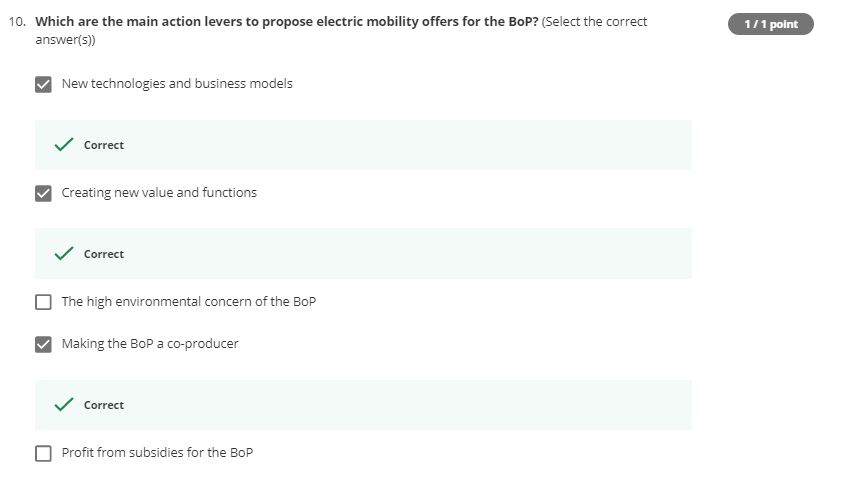 10. Which are the main action levers to propose electric mobility offers for the BoP? (Select the correct
answer(s))
1 / 1 point
New technologies and business models
Correct
Creating new value and functions
Correct
The high environmental concern of the BoP
Making the BoP a co-producer
Correct
Profit from subsidies for the BoP